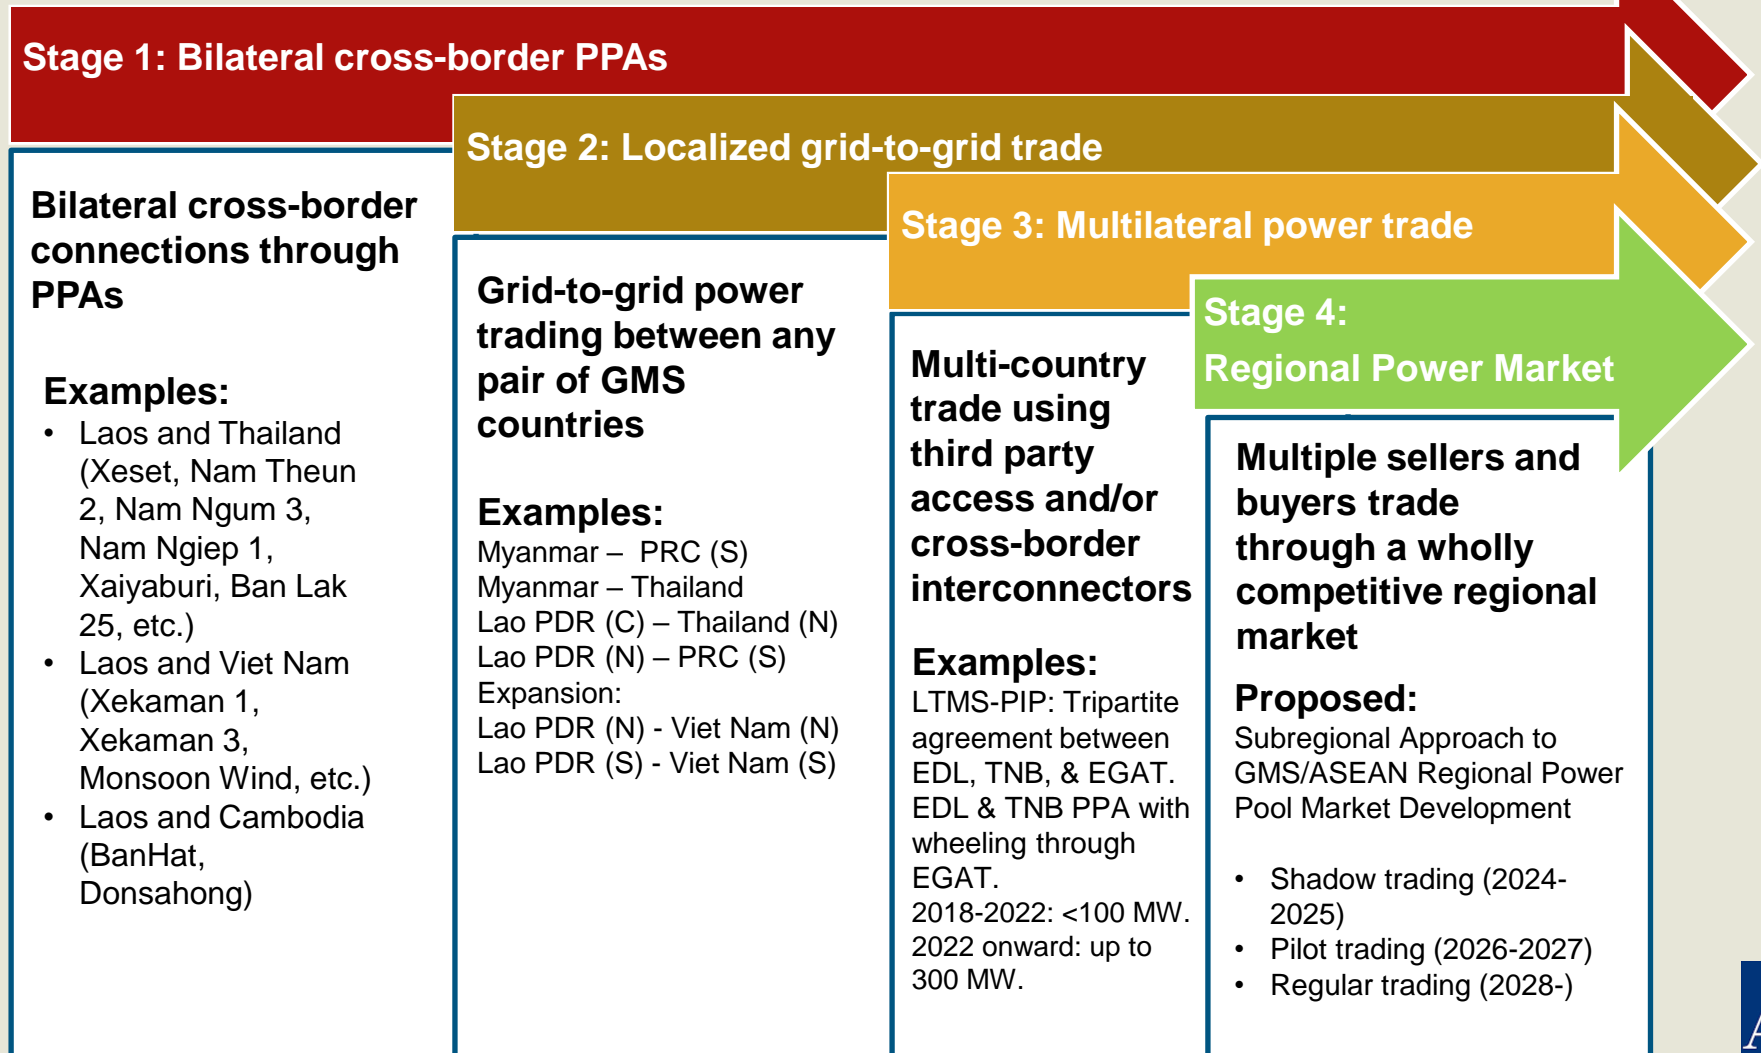 Stage 1: Bilateral cross-border PPAs
Bilateral cross-border
connections through
PPAs
Examples:
• Laos and Thailand
(Xeset, Nam Theun
2, Nam Ngum 3,
Nam Ngiep 1,
Xaiyaburi, Ban Lak
25, etc.)
• Laos and Viet Nam
(Xekaman 1,
Xekaman 3,
Monsoon Wind, etc.)
• Laos and Cambodia
(BanHat,
Donsahong)
Stage 2: Localized grid-to-grid trade
Grid-to-grid power
trading between any
pair of GMS
countries
Examples:
Myanmar – PRC (S)
Myanmar – Thailand
Lao PDR (C) – Thailand (N)
Lao PDR (N) – PRC (S)
Expansion:
Lao PDR (N) - Viet Nam (N)
Lao PDR (S) - Viet Nam (S)
Stage 3: Multilateral power trade
Multi-country
trade using
third party
access and/or
cross-border
interconnectors
Examples:
LTMS-PIP: Tripartite
agreement between
EDL, TNB, & EGAT.
EDL & TNB PPA with
wheeling through
EGAT.
2018-2022: <100 MW.
2022 onward: up to
300 MW.
Stage 4:
Regional Power Market
Multiple sellers and
buyers trade
through a wholly
competitive regional
market
Proposed:
Subregional Approach to
GMS/ASEAN Regional Power
Pool Market Development
• Shadow trading (2024-
2025)
• Pilot trading (2026-2027)
• Regular trading (2028-)